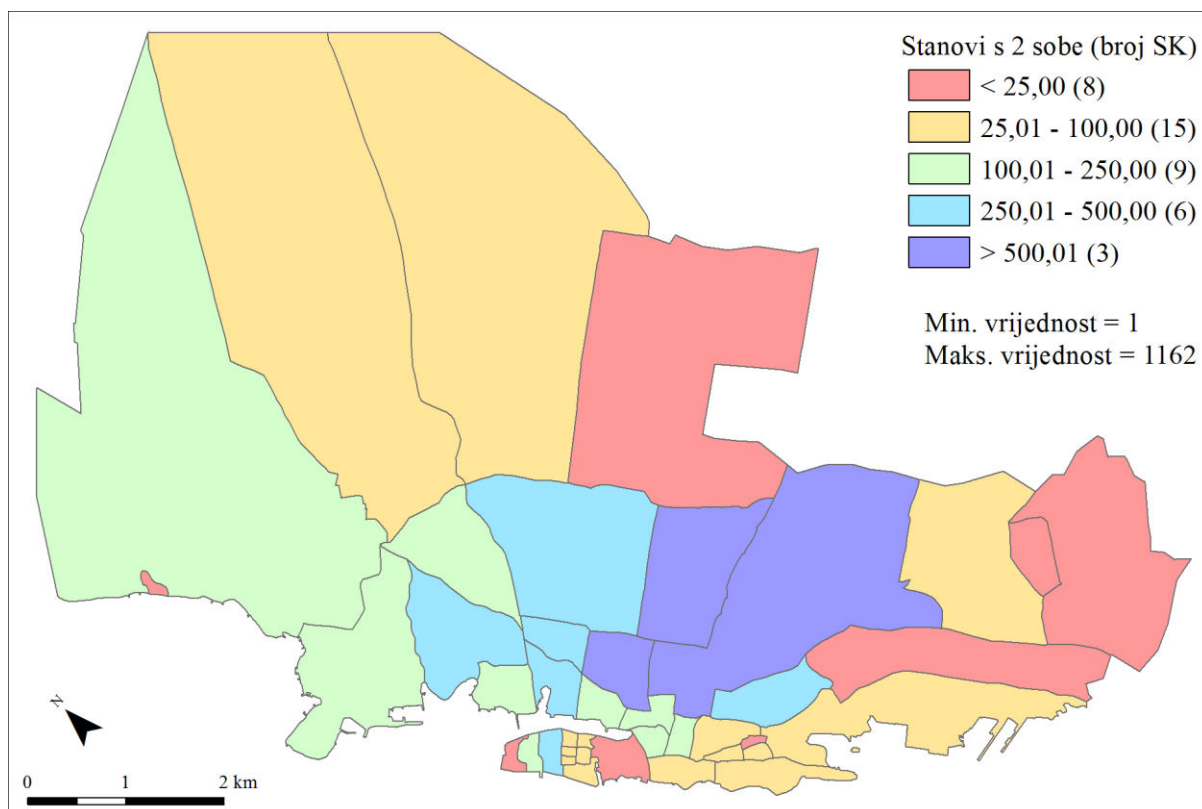 Stanovi s 2 sobe (broj SK)
< 25,00 (8)
25,01 - 100,00 (15)
100,01 - 250,00 (9)
250,01 - 500,00 (6)
> 500,01 (3)
Min. vrijednost = 1
Maks. vrijednost = 1162
N
0 1 2 km